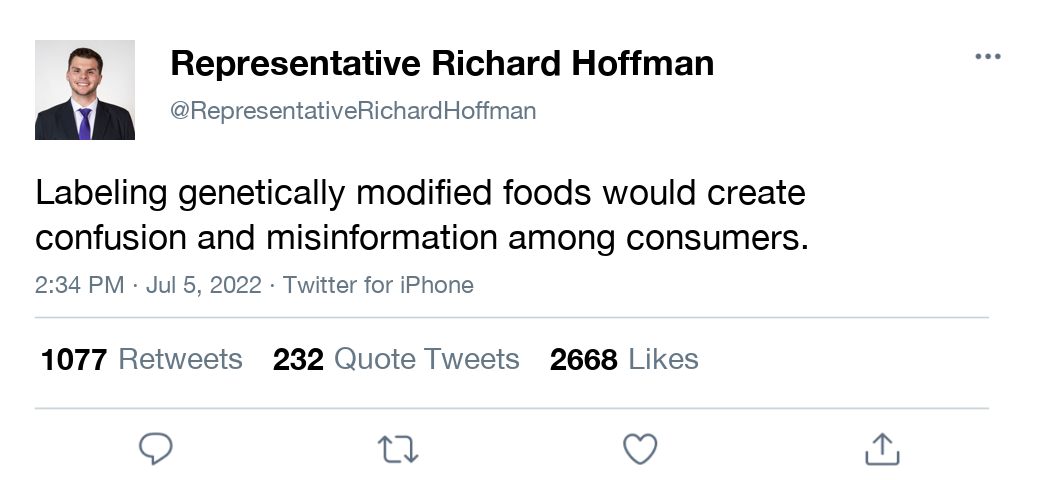 Representative Richard Hoffman
@RepresentativeRichardHoffman
Labeling genetically modified foods would create
confusion and misinformation among consumers.
2:34 PM · Jul 5, 2022 · Twitter for iPhone
1077 Retweets 232 Quote Tweets 2668 Likes